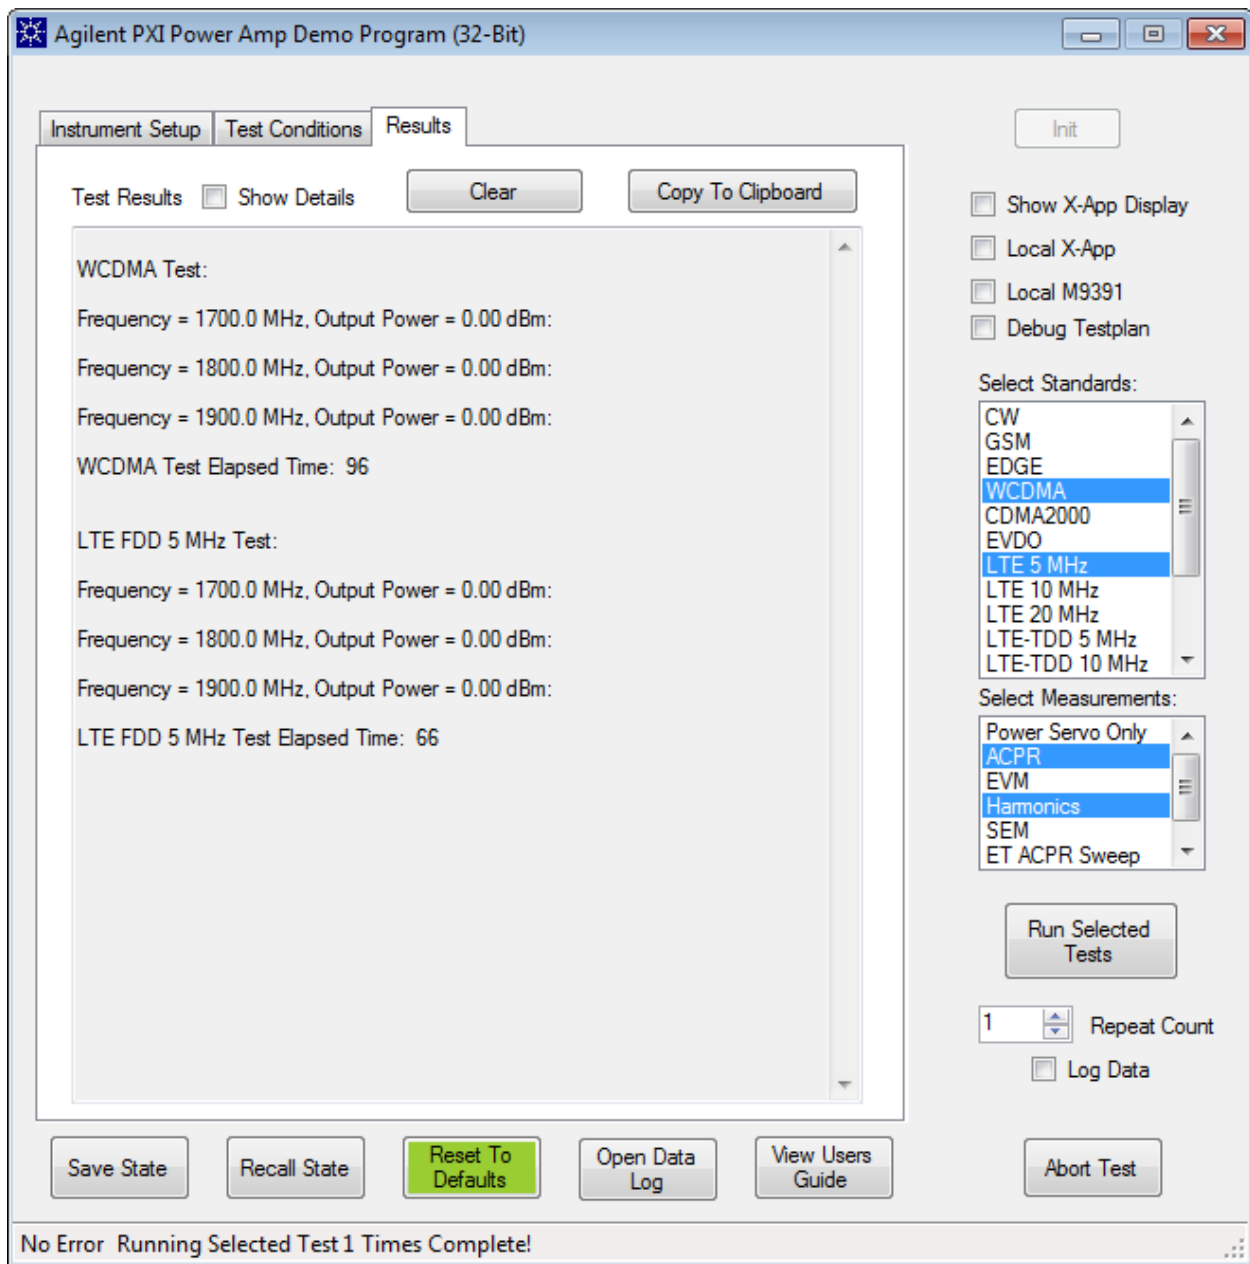 Agilent PXI Power Amp Demo Program (32-Bit)
Instrument Setup
Test Conditions
Results
Init
Test Results
Show Details
Clear
Copy To Clipboard
WCDMA Test:
Frequency = 1700.0 MHz, Output Power = 0.00 dBm:
Frequency = 1800.0 MHz, Output Power = 0.00 dBm:
Frequency = 1900.0 MHz, Output Power = 0.00 dBm:
WCDMA Test Elapsed Time:  96
LTE FDD 5 MHz Test:
Frequency = 1700.0 MHz, Output Power = 0.00 dBm:
Frequency = 1800.0 MHz, Output Power = 0.00 dBm:
Frequency = 1900.0 MHz, Output Power = 0.00 dBm:
LTE FDD 5 MHz Test Elapsed Time:  66
Show X-App Display
Local X-App
Local M9391
Debug Testplan
Select Standards:
CW
GSM
EDGE
WCDMA
CDMA2000
EVDO
LTE 5 MHz
LTE 10 MHz
LTE 20 MHz
LTE-TDD 5 MHz
LTE-TDD 10 MHz
Select Measurements:
Power Servo Only
ACPR
EVM
Harmonics
SEM
ET ACPR Sweep
Run Selected
Tests
1
Repeat Count
Log Data
Save State
Recall State
Reset To
Defaults
Open Data
Log
View Users
Guide
Abort Test
No Error  Running Selected Test 1 Times Complete!